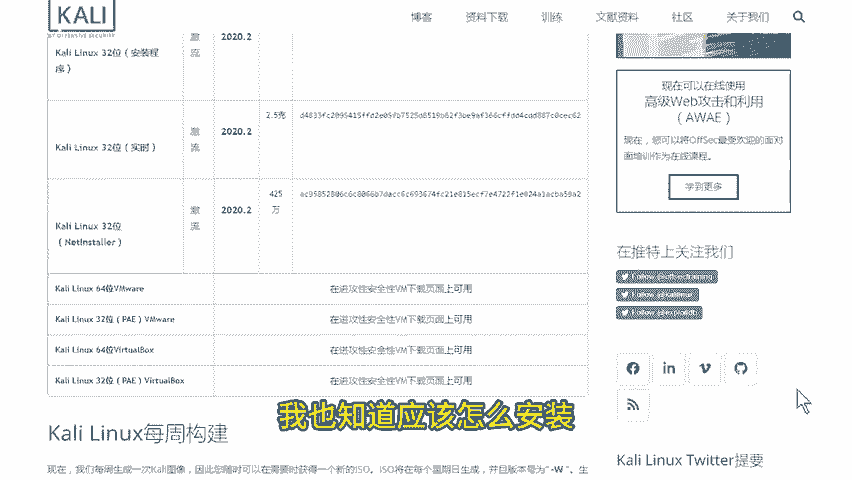 KALI
BY OFFENSIVE SECURITY
博客 资料下载 训练 文献资料 社区 关于我们
Kali Linux 32位（安装程
序）
激
流
2020.2
Kali Linux 32位（实时）
激
流
2020.2
2.5克
Kali Linux 32位
（NetInstaller）
激
流
2020.2
425
万
Kali Linux 64位VMware 在进攻性安全性VM下载页面上可用
Kali Linux 32位（PAE）VMware 在进攻性安全性VM下载页面上可用
Kali Linux 64位VirtualBox 在进攻性安全性VM下载页面上可用
Kali Linux 32位（PAE）VirtualBox 在进攻性安全性VM下载页面上可用
我也知道应该怎么安装
Kali Linux每周构建
现在，我们每周生成一次Kali图像，因此您随时可以在需要时获得一个新的ISO。ISO将在每个星期日生成，并且版本号为“ -W ”、生
现在可以在线使用
高级Web攻击和利用
（AWAE）
现在，您可以将OffSec最受欢迎的面对
面培训作为在线课程。
学到更多
在推特上关注我们
Kali Linux Twitter提要